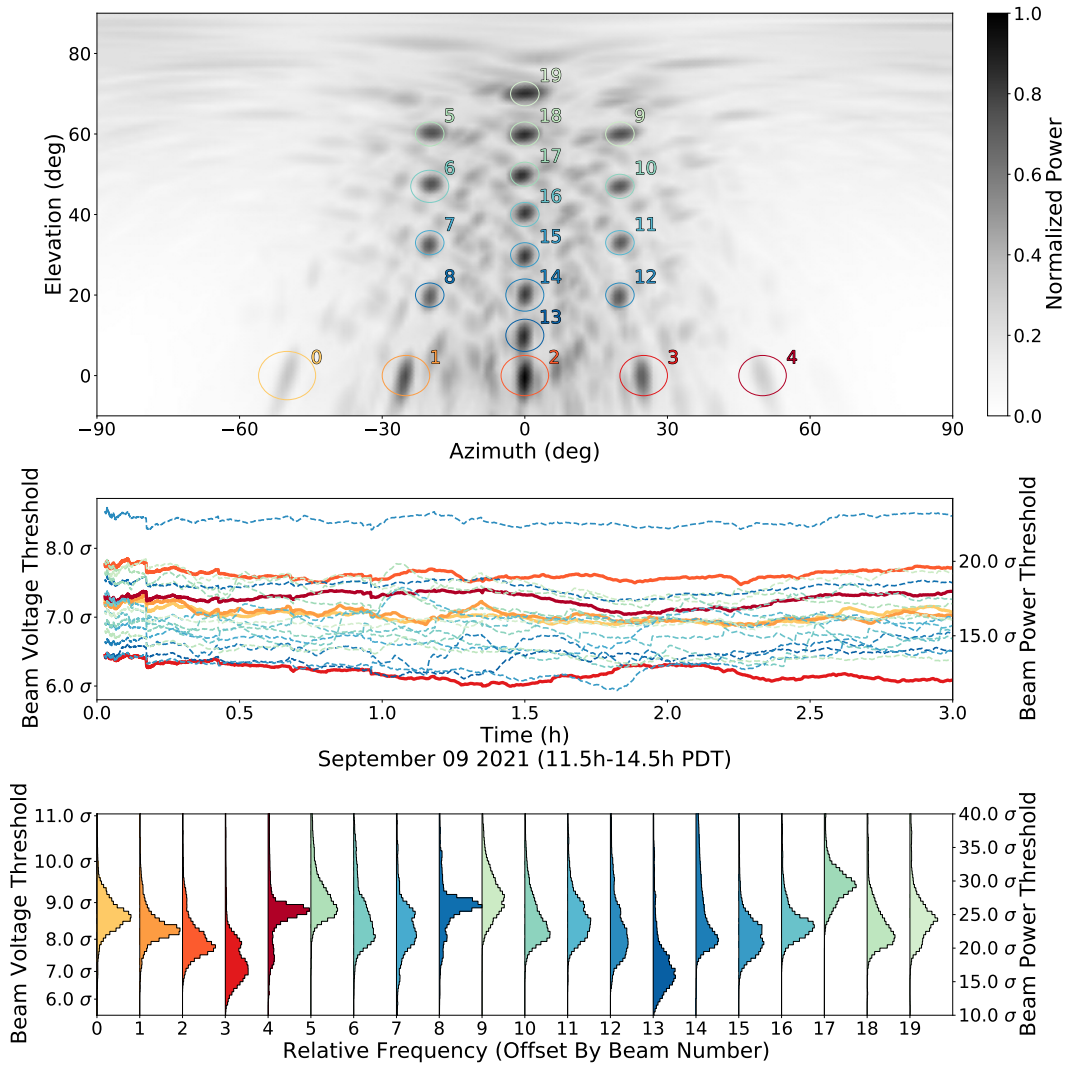 80
60
40
20
0
Elevation (deg)
19
5
18
9
17
6
10
16
7
11
15
8
14
12
13
0
1
2
3
4
−90
−60
−30
0
30
60
90
Azimuth (deg)
1.0
0.8
0.6
0.4
0.2
0.0
Normalized Power
Beam Voltage Threshold
8.0 σ
7.0 σ
6.0 σ
20.0 σ
15.0 σ
Beam Power Threshold
0.0
0.5
1.0
1.5
2.0
2.5
3.0
Time (h)
September 09 2021 (11.5h-14.5h PDT)
Beam Voltage Threshold
11.0 σ
10.0 σ
9.0 σ
8.0 σ
7.0 σ
6.0 σ
40.0 σ
35.0 σ
30.0 σ
25.0 σ
20.0 σ
15.0 σ
10.0 σ
Beam Power Threshold
0
1
2
3
4
5
6
7
8
9
10
11
12
13
14
15
16
17
18
19
Relative Frequency (Offset By Beam Number)